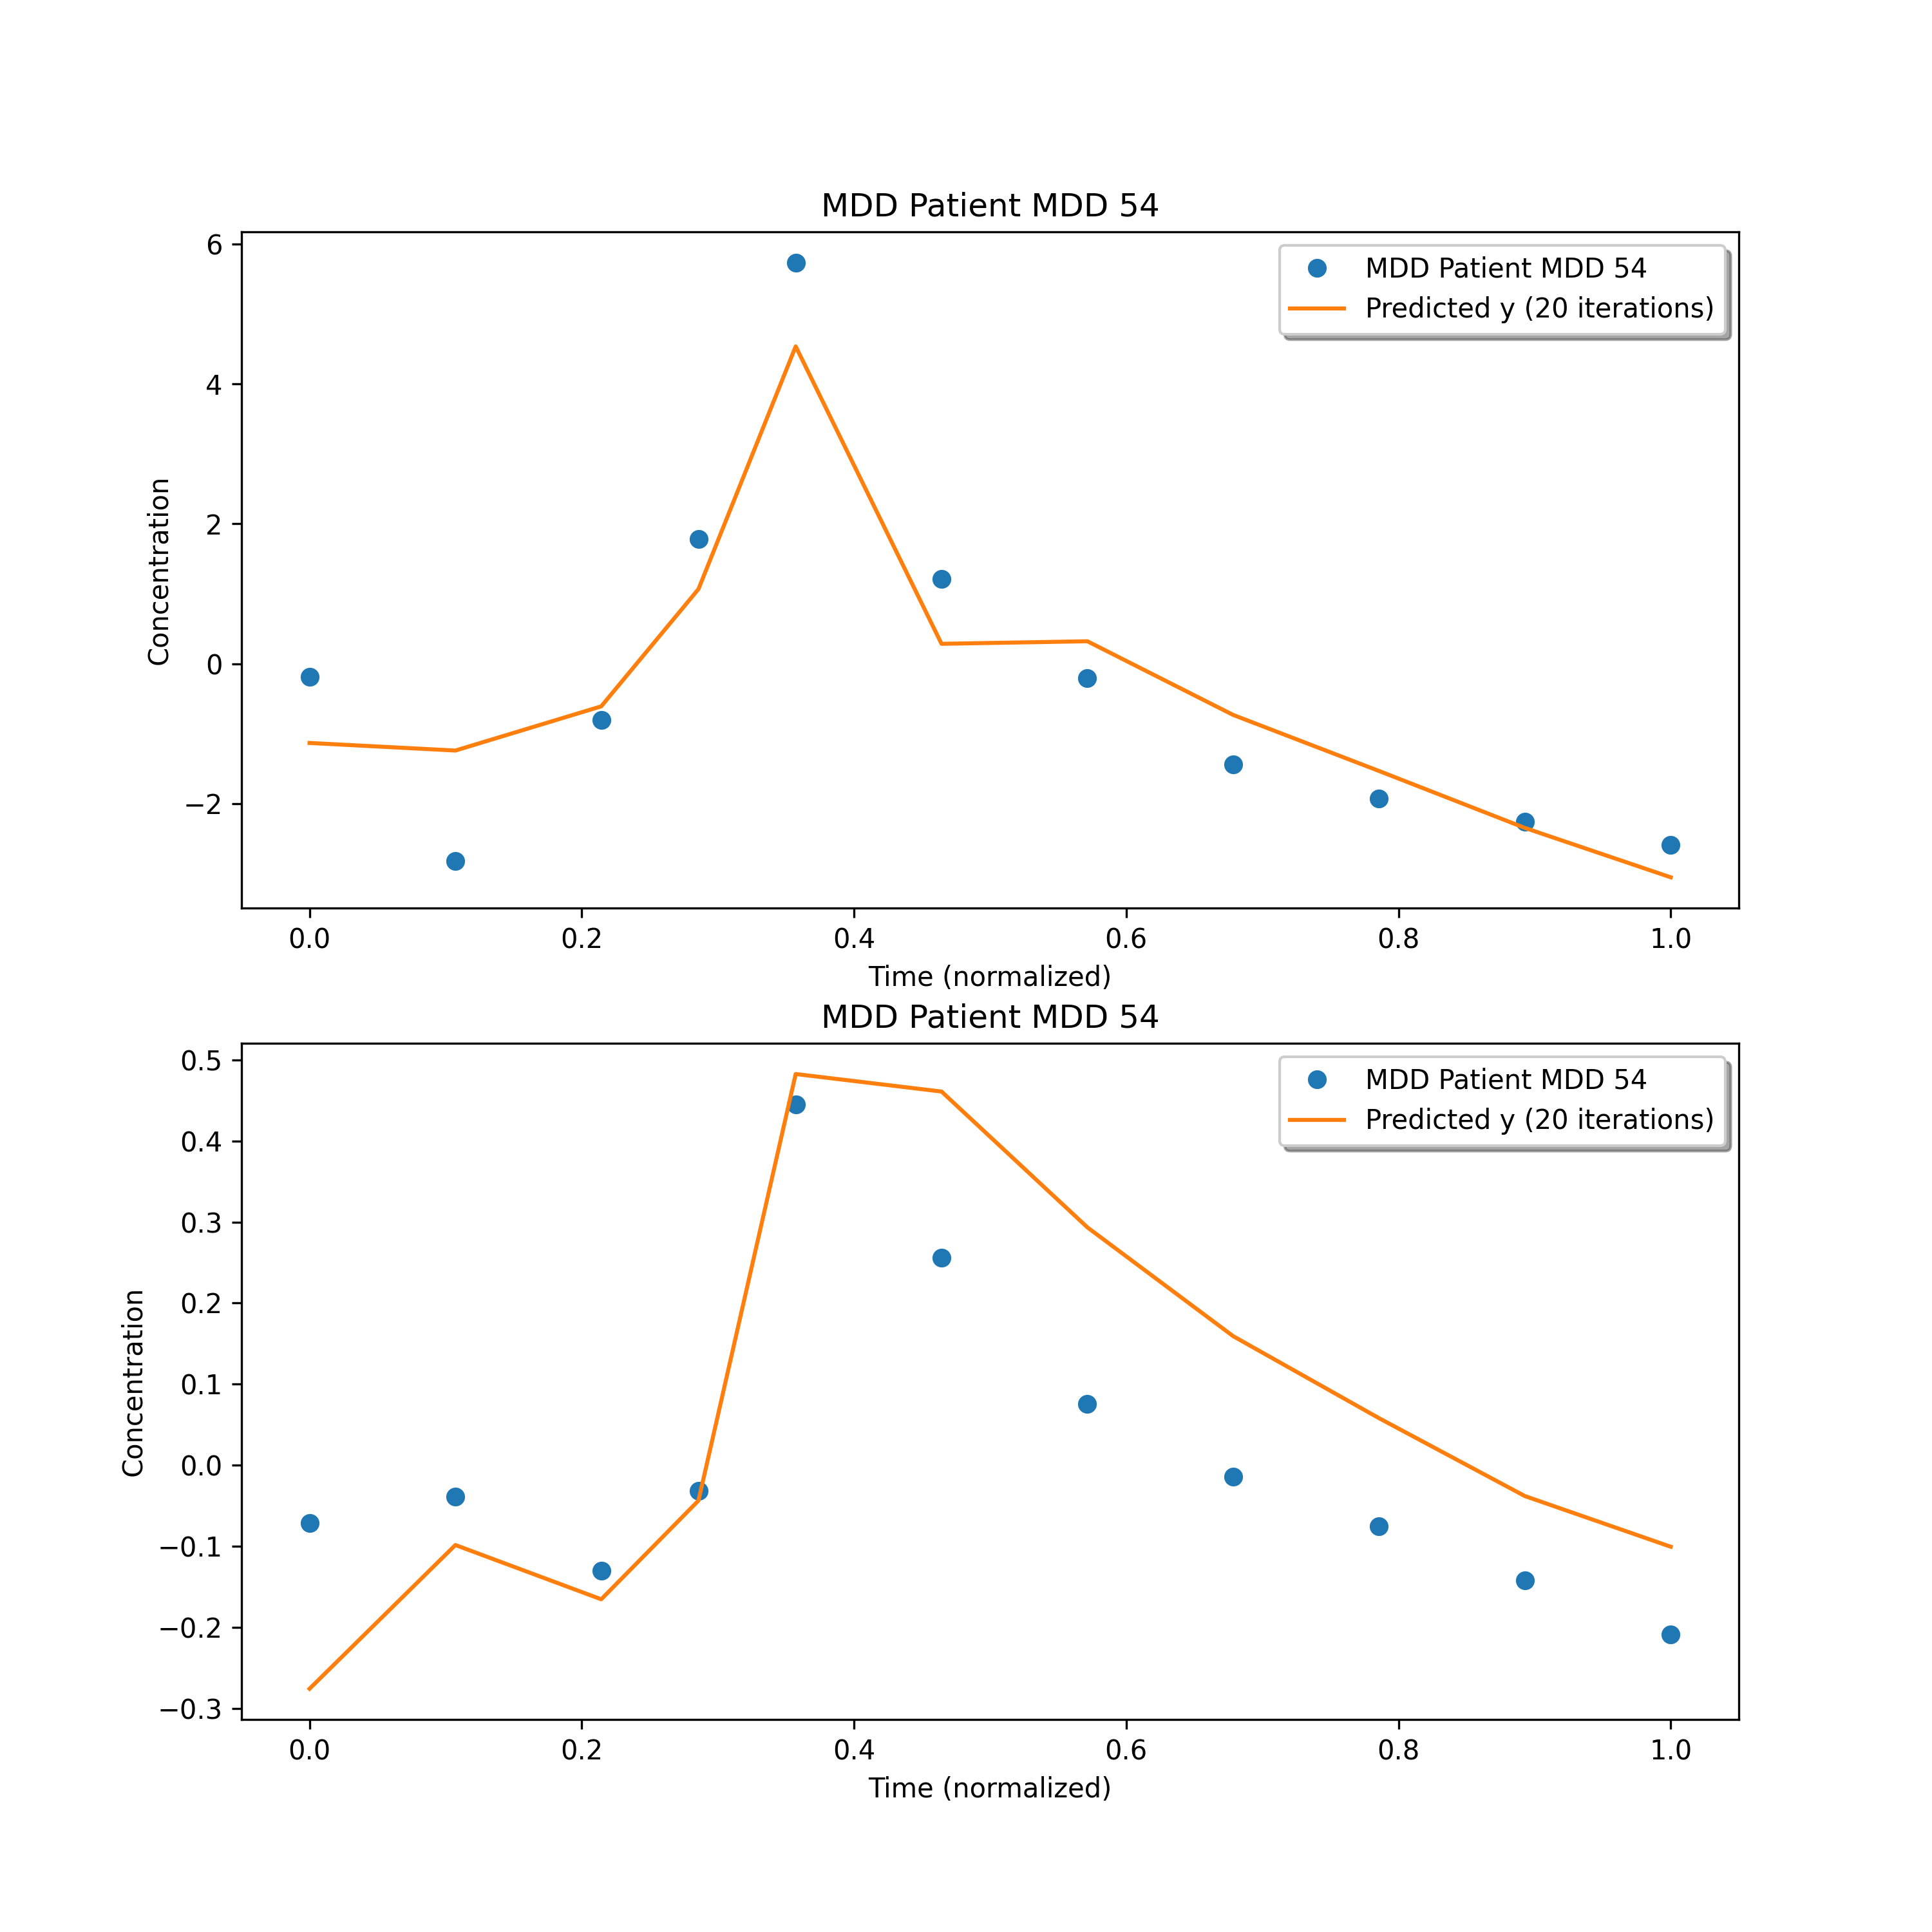 MDD Patient MDD 54
MDD Patient MDD 54
Predicted y (20 iterations)
6
4
2
0
−2
Concentration
0.0 0.2 0.4 0.6 0.8 1.0
Time (normalized)
MDD Patient MDD 54
MDD Patient MDD 54
Predicted y (20 iterations)
0.5
0.4
0.3
0.2
0.1
0.0
−0.1
−0.2
−0.3
Concentration
0.0 0.2 0.4 0.6 0.8 1.0
Time (normalized)